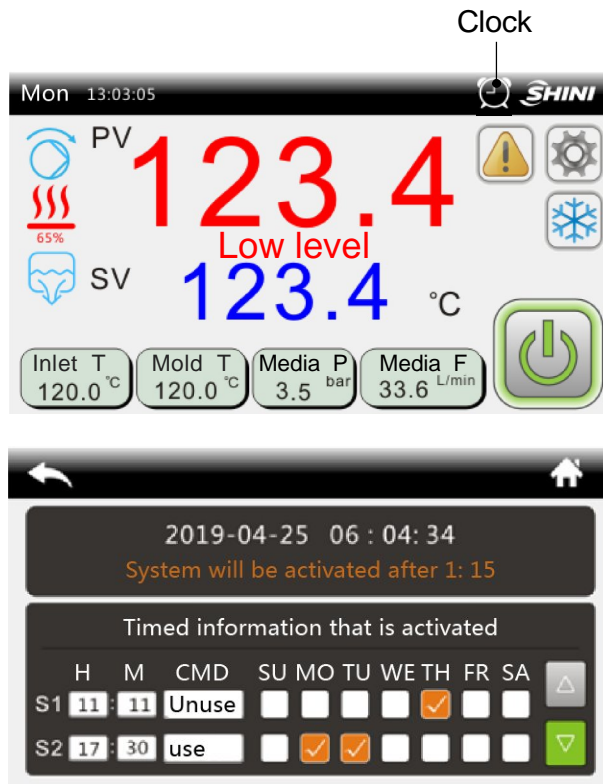 Clock
Mon 13:03:05 SHINI
PV 123.4
65%
Low level
SV 123.4 °C
Inlet T Mold T Media P Media F
120.0 °C 120.0 °C 3.5 bar 33.6 L/min
2019-04-25 06 : 04: 34
System will be activated after 1: 15
Timed information that is activated
H M CMD SU MO TU WE TH FR SA
S1 11 : 11 Unuse
S2 17 : 30 use